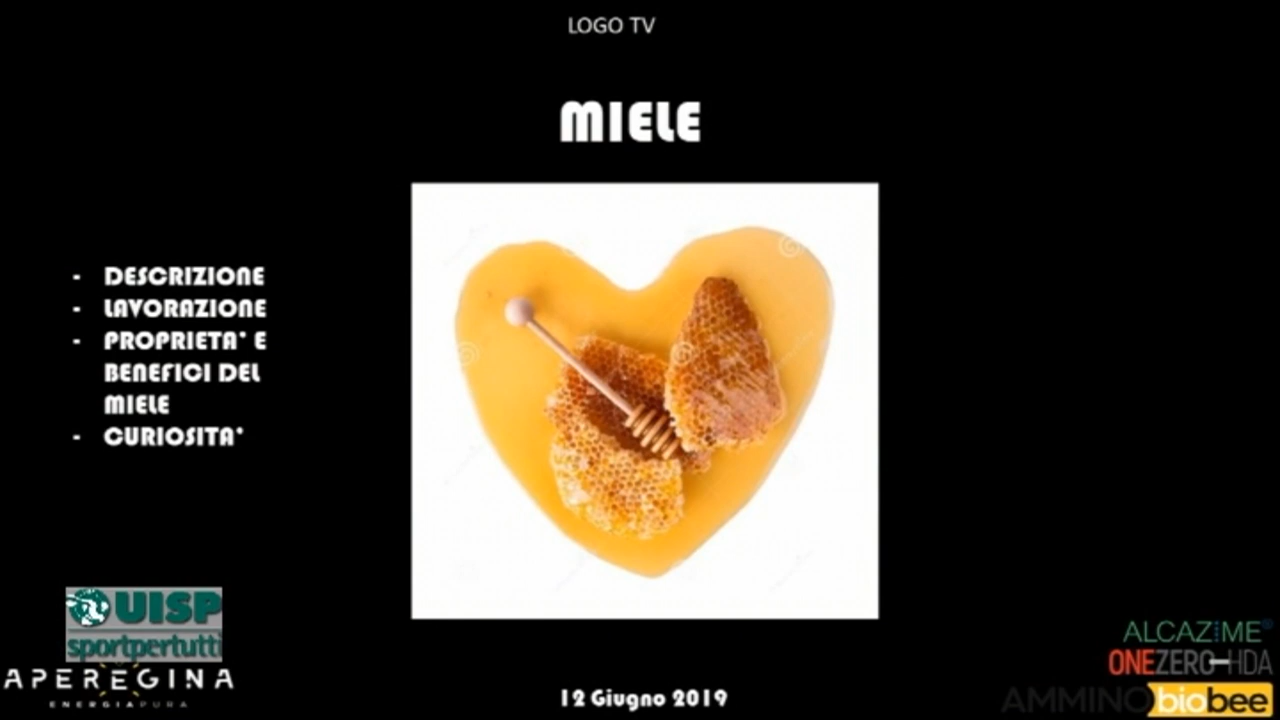 LOGO TV
MIELE
- DESCRIZIONE
- LAVORAZIONE
- PROPRIETA' E
BENEFICI DEL
MIELE
- CURIOSITA'
UISP
sportpertutti
APEREGINA
ENERGIAPURA
12 Giugno 2019
ALCAZIME®
ONEZERO-HDA
AMMINO biobee